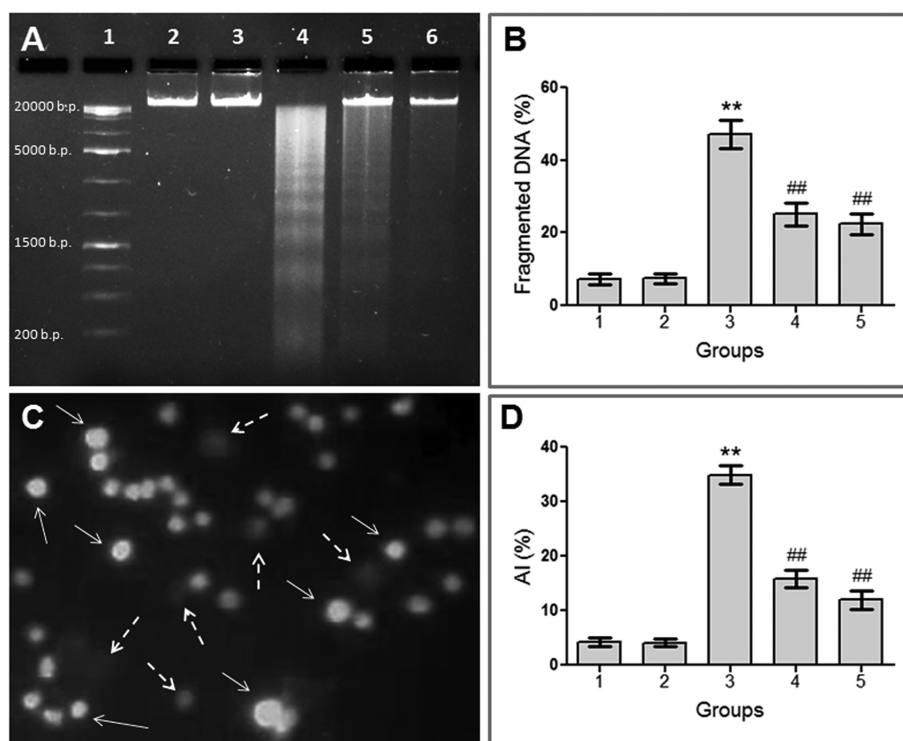 A
1 2 3 4 5 6
20000 b.p.
5000 b.p.
1500 b.p.
200 b.p.
B
Fragmented DNA (%)
60
40
20
0
**
##
##
1 2 3 4 5
Groups
C
D
AI (%)
40
30
20
10
0
**
##
##
1 2 3 4 5
Groups